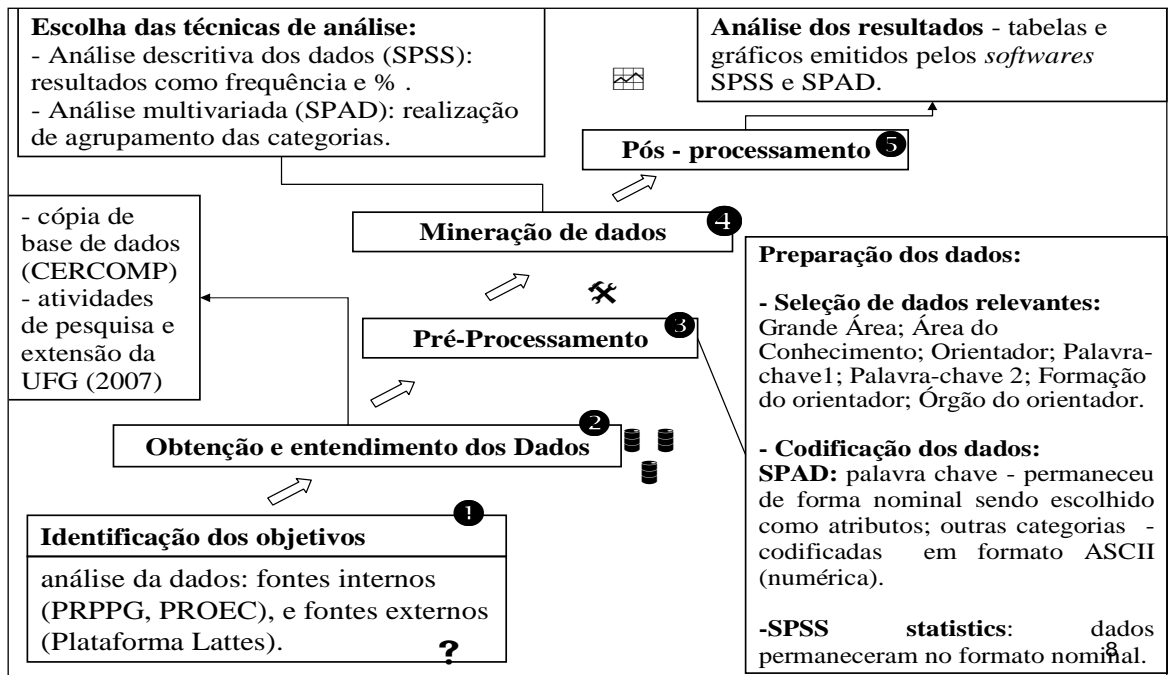 Escolha das técnicas de análise:
- Análise descritiva dos dados (SPSS):
resultados como frequência e % .
- Análise multivariada (SPAD): realização
de agrupamento das categorias.
Análise dos resultados - tabelas e
gráficos emitidos pelos softwares
SPSS e SPAD.
Pós - processamento 5
Mineração de dados 4
- cópia de
base de dados
(CERCOMP)
- atividades
de pesquisa e
extensão da
UFG (2007)
Pré-Processamento 3
Preparação dos dados:
- Seleção de dados relevantes:
Grande Área; Área do
Conhecimento; Orientador; Palavra-
chave1; Palavra-chave 2; Formação
do orientador; Órgão do orientador.
- Codificação dos dados:
SPAD: palavra chave - permaneceu
de forma nominal sendo escolhido
como atributos; outras categorias -
codificadas em formato ASCII
(numérica).
-SPSS statistics: dados
permaneceram no formato nominal.
8
Obtenção e entendimento dos Dados 2
1
Identificação dos objetivos
análise da dados: fontes internos
(PRPPG, PROEC), e fontes externos
(Plataforma Lattes).
?